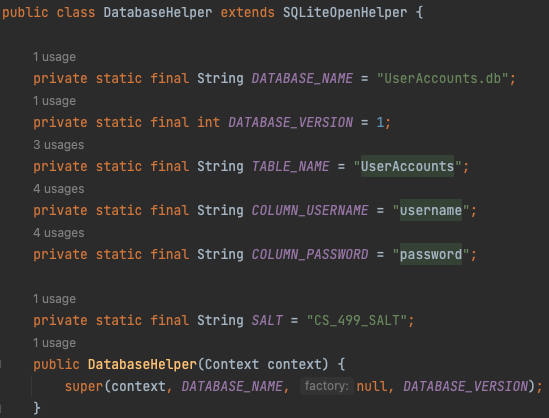 public class DatabaseHelper extends SQLiteOpenHelper {
1 usage
private static final String DATABASE_NAME = "UserAccounts.db";
1 usage
private static final int DATABASE_VERSION = 1;
3 usages
private static final String TABLE_NAME = "UserAccounts";
4 usages
private static final String COLUMN_USERNAME = "username";
4 usages
private static final String COLUMN_PASSWORD = "password";
1 usage
private static final String SALT = "CS_499_SALT";
1 usage
public DatabaseHelper(Context context) {
super(context, DATABASE_NAME, factory: null, DATABASE_VERSION);
}